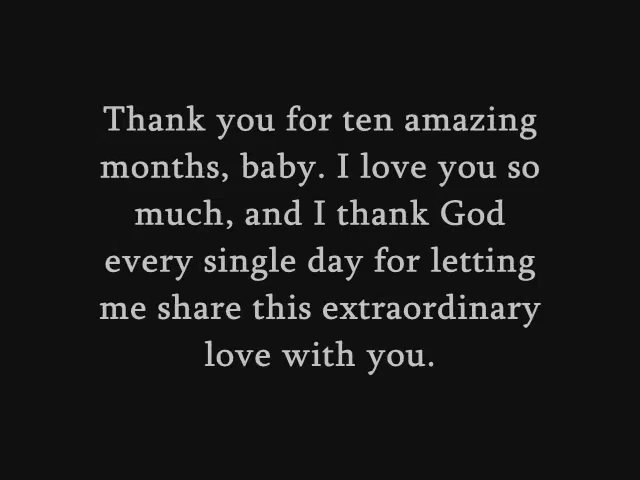 Thank you for ten amazing
months, baby. I love you so
much, and I thank God
every single day for letting
me share this extraordinary
love with you.